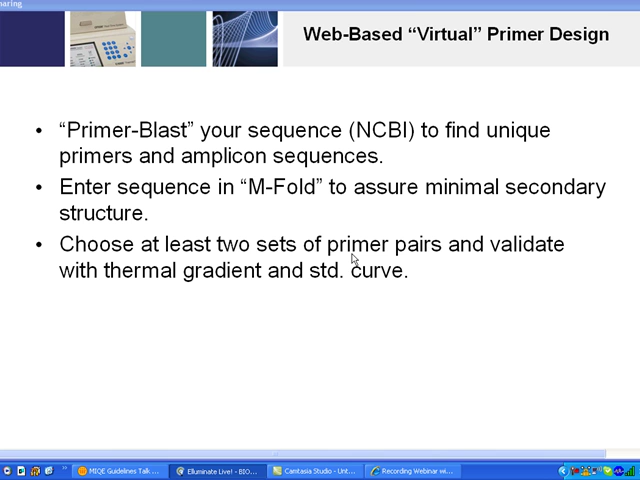 haring
Web-Based “Virtual” Primer Design
• “Primer-Blast” your sequence (NCBI) to find unique
primers and amplicon sequences.
• Enter sequence in “M-Fold” to assure minimal secondary
structure.
• Choose at least two sets of primer pairs and validate
with thermal gradient and std. curve.
MIQE Guidelines Talk ...
Elluminate Live! - BIO...
Camtasia Studio - Unt...
Recording Webinar wi...